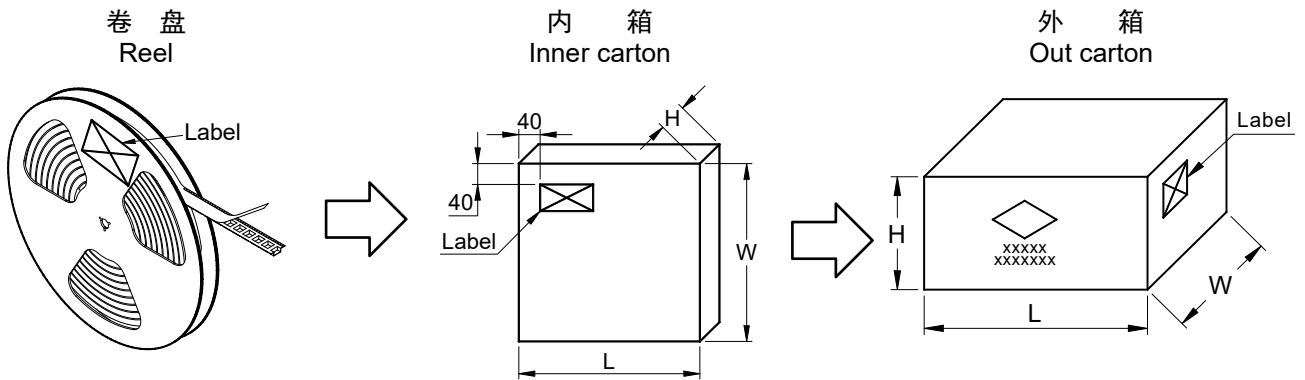 卷 盘
Reel
Label
内 箱
Inner carton
40
H
40
Label
W
L
外 箱
Out carton
Label
H
XXXXX
XXXXXXX
W
L